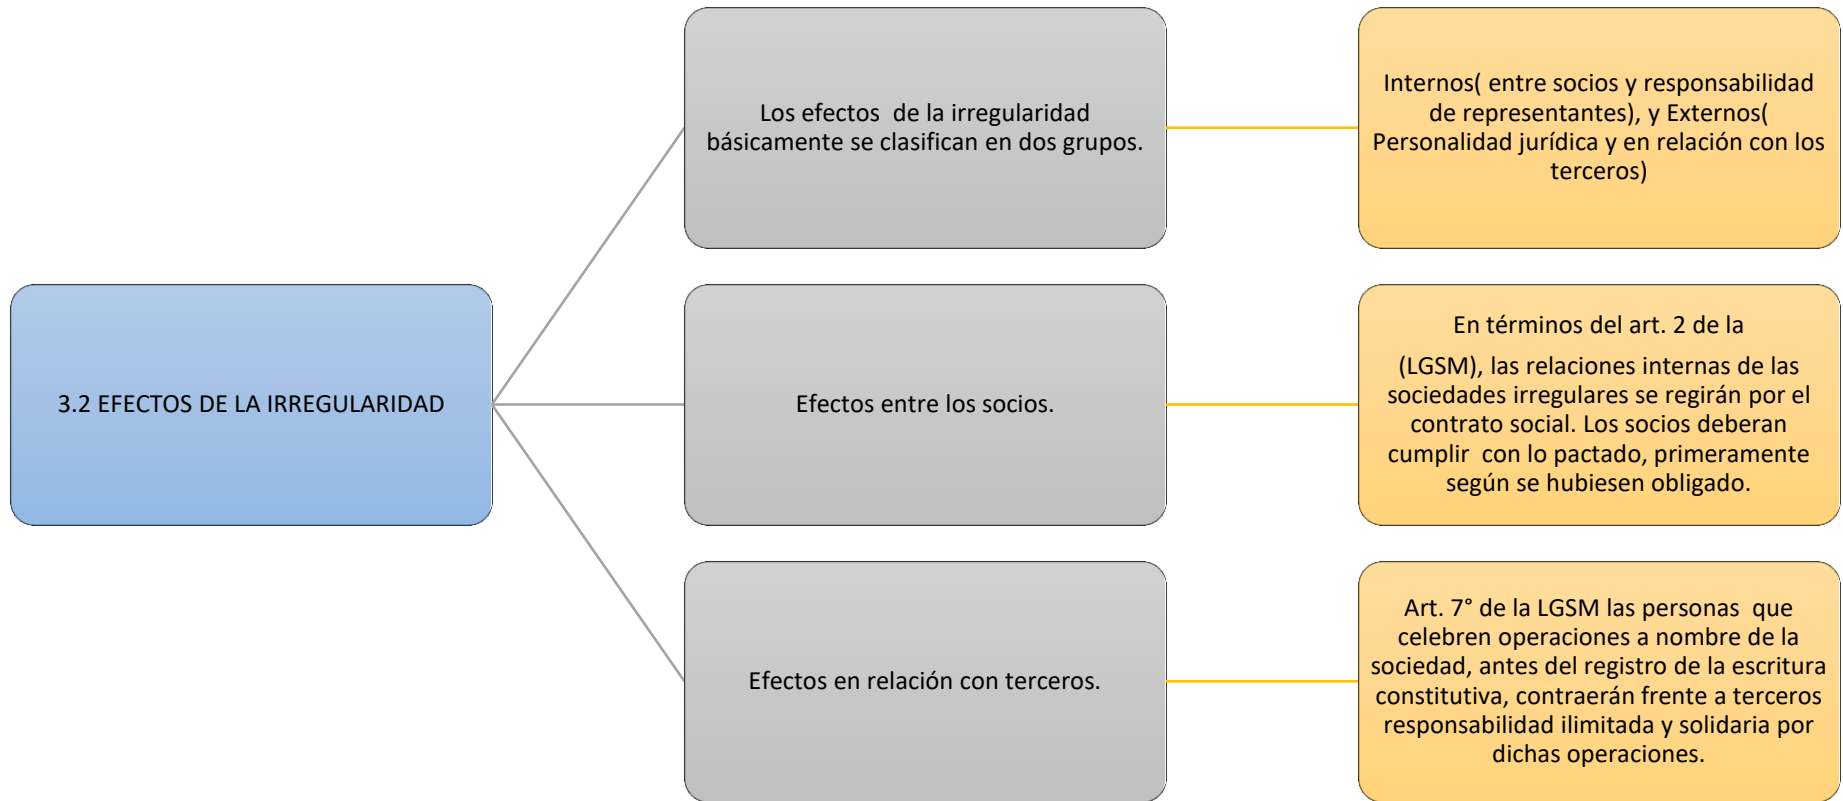 3.2 EFECTOS DE LA IRREGULARIDAD
Los efectos  de la irregularidad
básicamente se clasifican en dos grupos.
Internos( entre socios y responsabilidad
de representantes), y Externos(
Personalidad jurídica y en relación con los
terceros)
Efectos entre los socios.
En términos del art. 2 de la
(LGSM), las relaciones internas de las
sociedades irregulares se regirán por el
contrato social. Los socios deberan
cumplir  con lo pactado, primeramente
según se hubiesen obligado.
Efectos en relación con terceros.
Art. 7° de la LGSM las personas  que
celebren operaciones a nombre de la
sociedad, antes del registro de la escritura
constitutiva, contraerán frente a terceros
responsabilidad ilimitada y solidaria por
dichas operaciones.